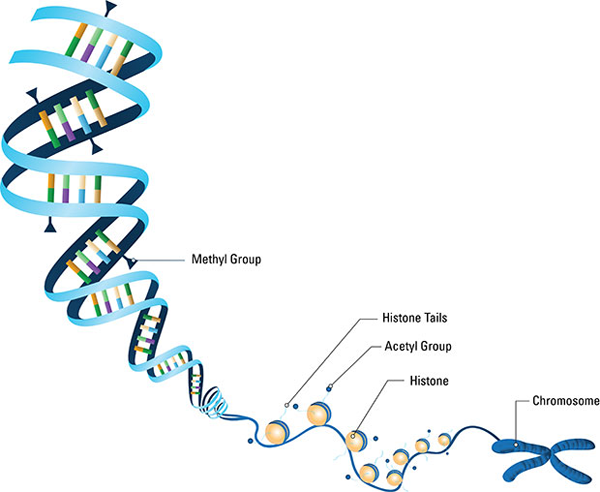 Methyl Group
Histone Tails
Acetyl Group
Histone
Chromosome